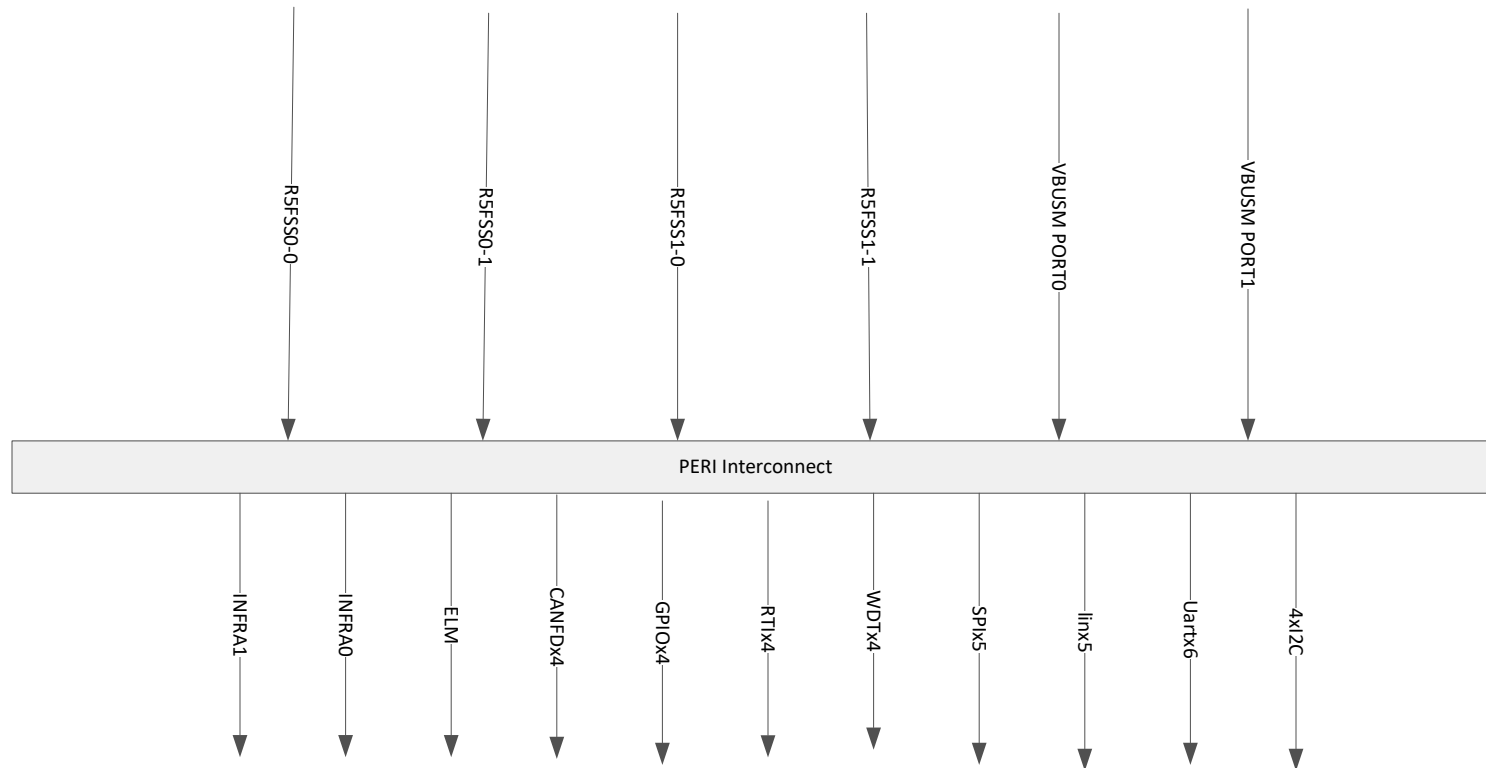 R5FSS0-0
R5FSS0-1
R5FSS1-0
R5FSS1-1
VBUSM PORT0
VBUSM PORT1
PERI Interconnect
INFRA1
INFRA0
ELM
CANFDx4
GPIOx4
RTIx4
WDTx4
SPIx5
linx5
Uartx6
4xI2C